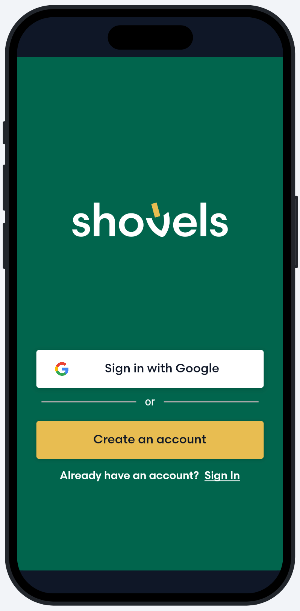 shovels
Sign in with Google
or
Create an account
Already have an account? Sign In